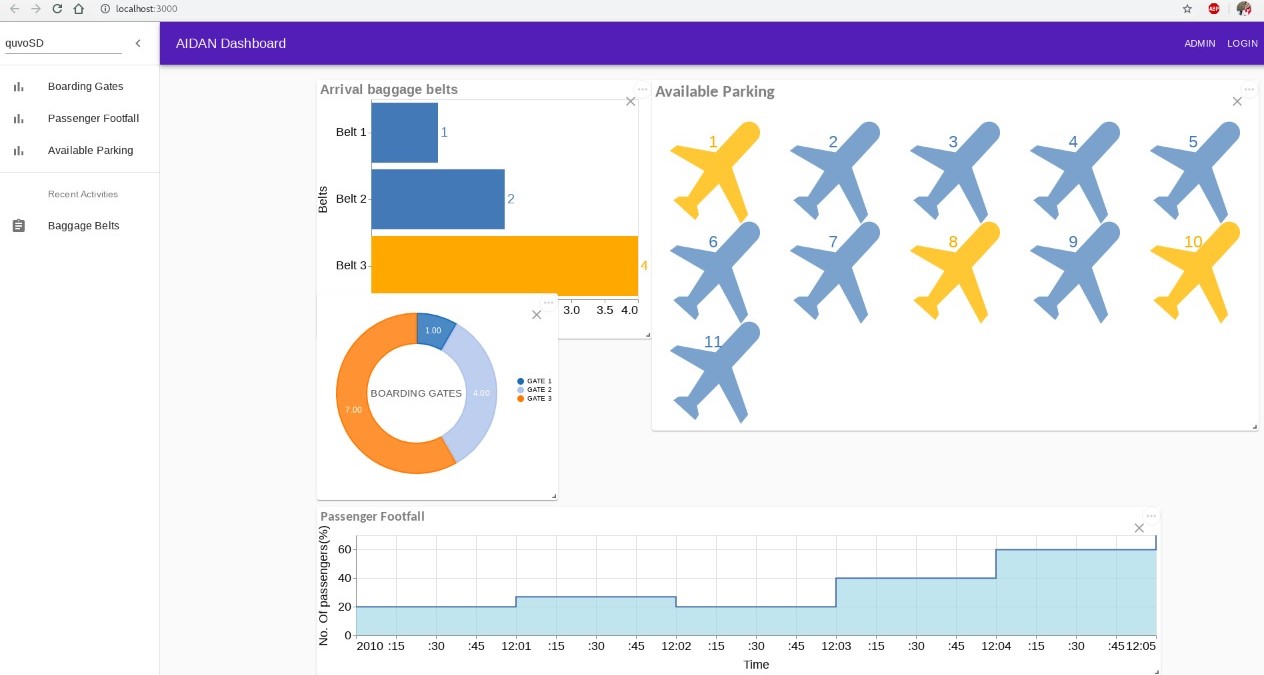 localhost:3000
ABP
quvoSD
AIDAN Dashboard
ADMIN LOGIN
Boarding Gates
Passenger Footfall
Available Parking
Recent Activities
Baggage Belts
Arrival baggage belts
Belts
Belt 1 1
Belt 2 2
Belt 3 4
3.0 3.5 4.0
Available Parking
1 2 3 4 5
6 7 8 9 10
11
BOARDING GATES
1.00
4.00
7.00
GATE 1
GATE 2
GATE 3
Passenger Footfall
No. Of passengers(%)
60
40
20
0
2010 :15 :30 :45 12:01 :15 :30 :45 12:02 :15 :30 :45 12:03 :15 :30 :45 12:04 :15 :30 :45 12:05
Time